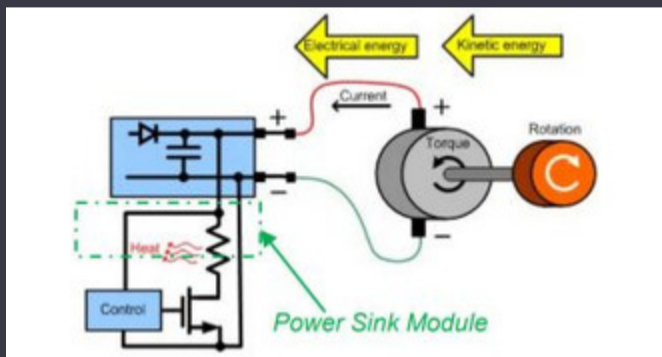 Electrical energy
Kinetic energy
Current
+
+
Rotation
Torque
−
−
Heat
Control
Power Sink Module